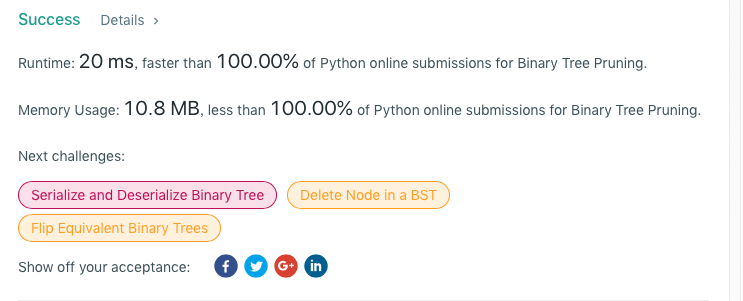 Success Details >
Runtime: 20 ms, faster than 100.00% of Python online submissions for Binary Tree Pruning.
Memory Usage: 10.8 MB, less than 100.00% of Python online submissions for Binary Tree Pruning.
Next challenges:
Serialize and Deserialize Binary Tree Delete Node in a BST
Flip Equivalent Binary Trees
Show off your acceptance: f G+ in